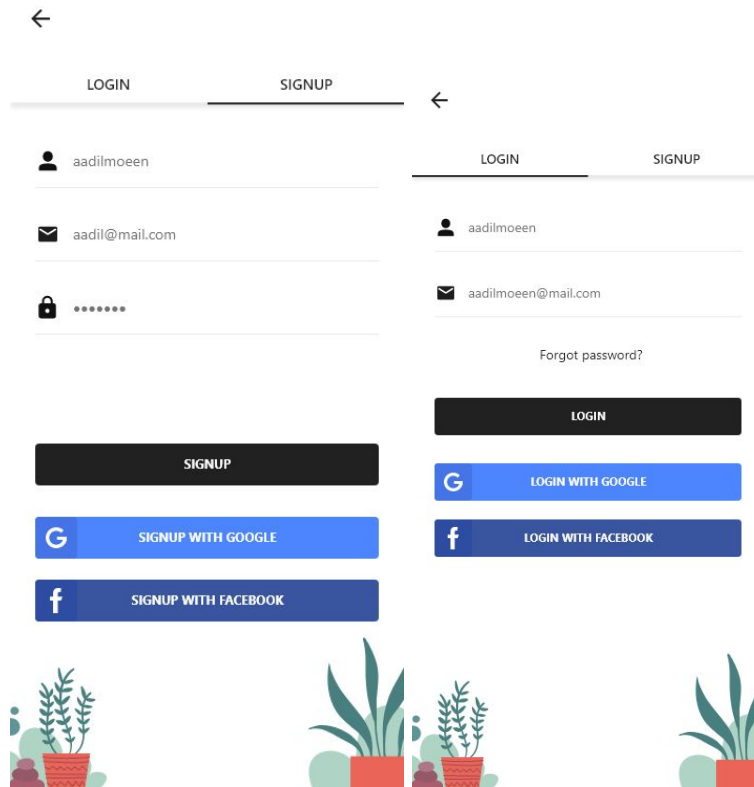 LOGIN SIGNUP
aadilmoeen
aadil@mail.com
•••••••
SIGNUP
G SIGNUP WITH GOOGLE
f SIGNUP WITH FACEBOOK
LOGIN SIGNUP
aadilmoeen
aadilmoeen@mail.com
Forgot password?
LOGIN
G LOGIN WITH GOOGLE
f LOGIN WITH FACEBOOK